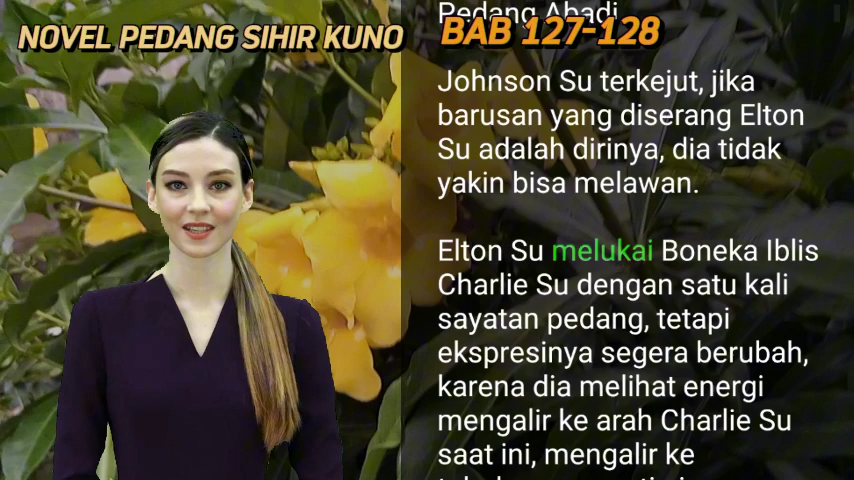 NOVEL PEDANG SIHIR KUNO
BAB 127-128
Pedang Abadi
Johnson Su terkejut, jika
barusan yang diserang Elton
Su adalah dirinya, dia tidak
yakin bisa melawan.
Elton Su melukai Boneka Iblis
Charlie Su dengan satu kali
sayatan pedang, tetapi
ekspresinya segera berubah,
karena dia melihat energi
mengalir ke arah Charlie Su
saat ini, mengalir ke